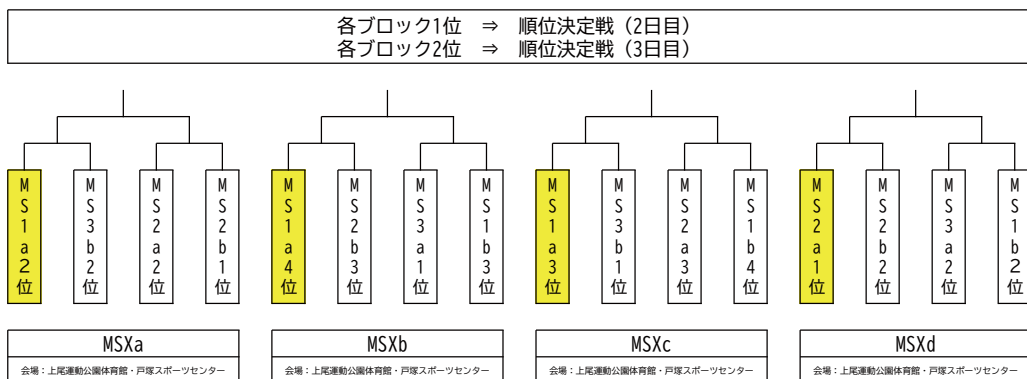 各ブロック1位 ⇒ 順位決定戦（2日目）
各ブロック2位 ⇒ 順位決定戦（3日目）
MS1a2位
MS3b2位
MS2a2位
MS2b1位
MS1a4位
MS2b3位
MS3a1位
MS1b3位
MS1a3位
MS3b1位
MS2a3位
MS1b4位
MS2a1位
MS2b2位
MS3a2位
MS1b2位
MSXa
会場：上尾運動公園体育館・戸塚スポーツセンター
MSXb
会場：上尾運動公園体育館・戸塚スポーツセンター
MSXc
会場：上尾運動公園体育館・戸塚スポーツセンター
MSXd
会場：上尾運動公園体育館・戸塚スポーツセンター